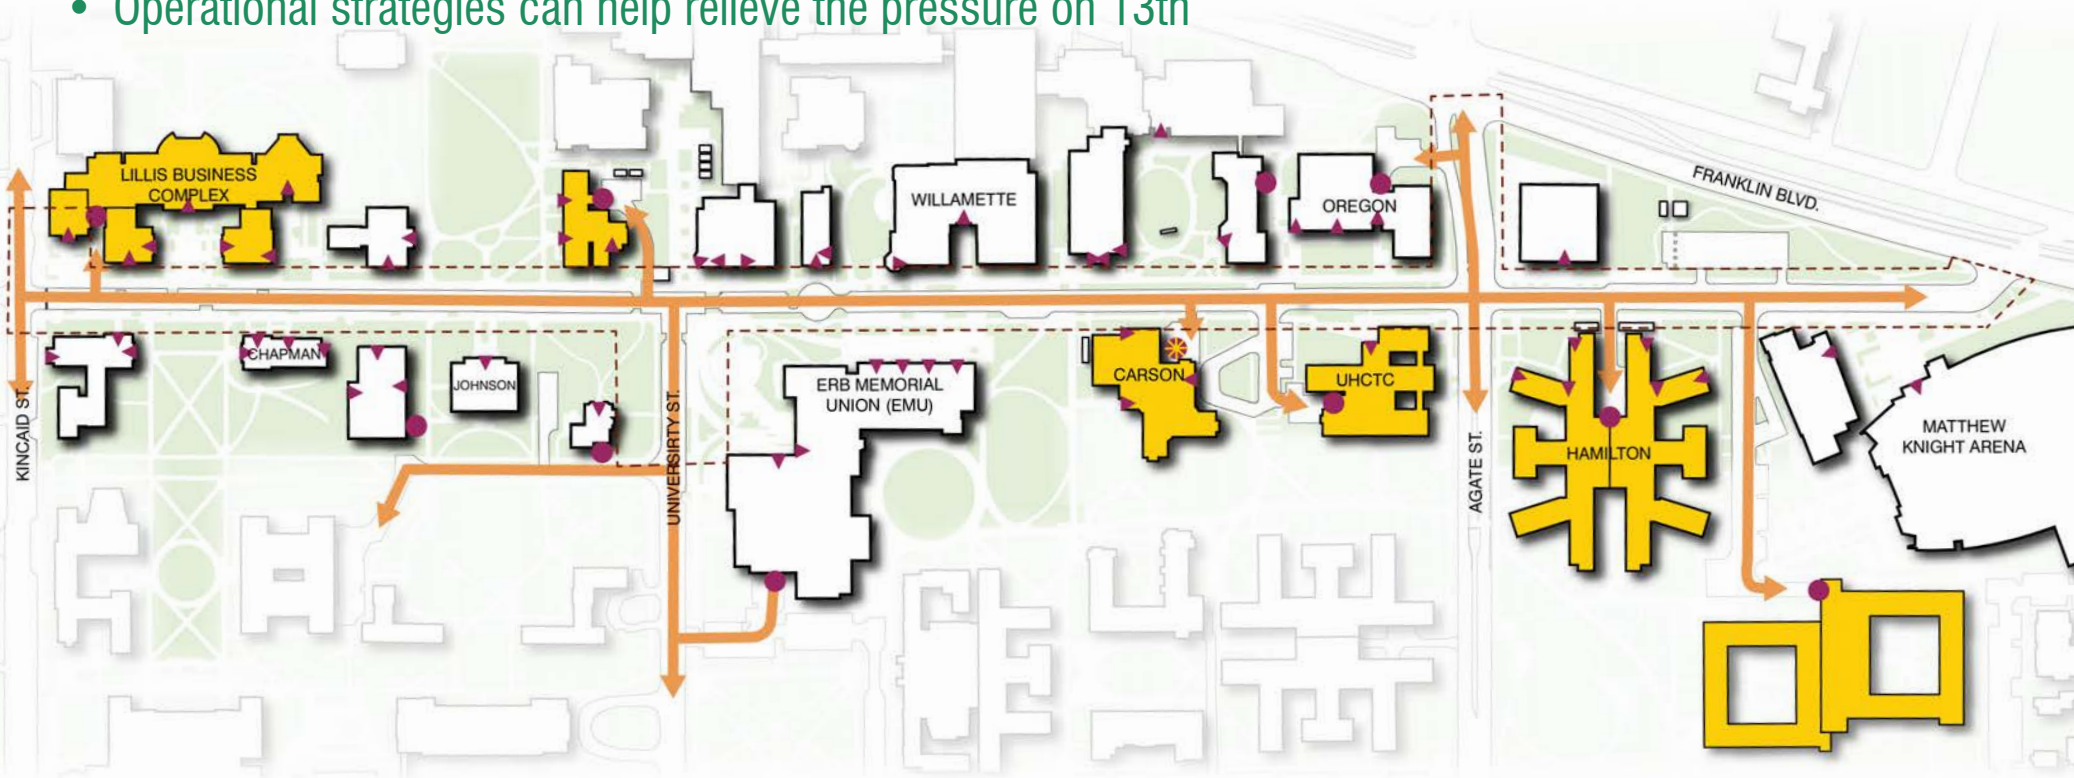 • Operational strategies can help relieve the pressure on 13th
LILLIS BUSINESS
COMPLEX
WILLAMETTE
OREGON
FRANKLIN BLVD.
CHAPMAN
JOHNSON
ERB MEMORIAL
UNION (EMU)
CARSON
UHCTC
HAMILTON
MATTHEW
KNIGHT ARENA
KINCAID ST.
UNIVERSIRTY ST.
AGATE ST.